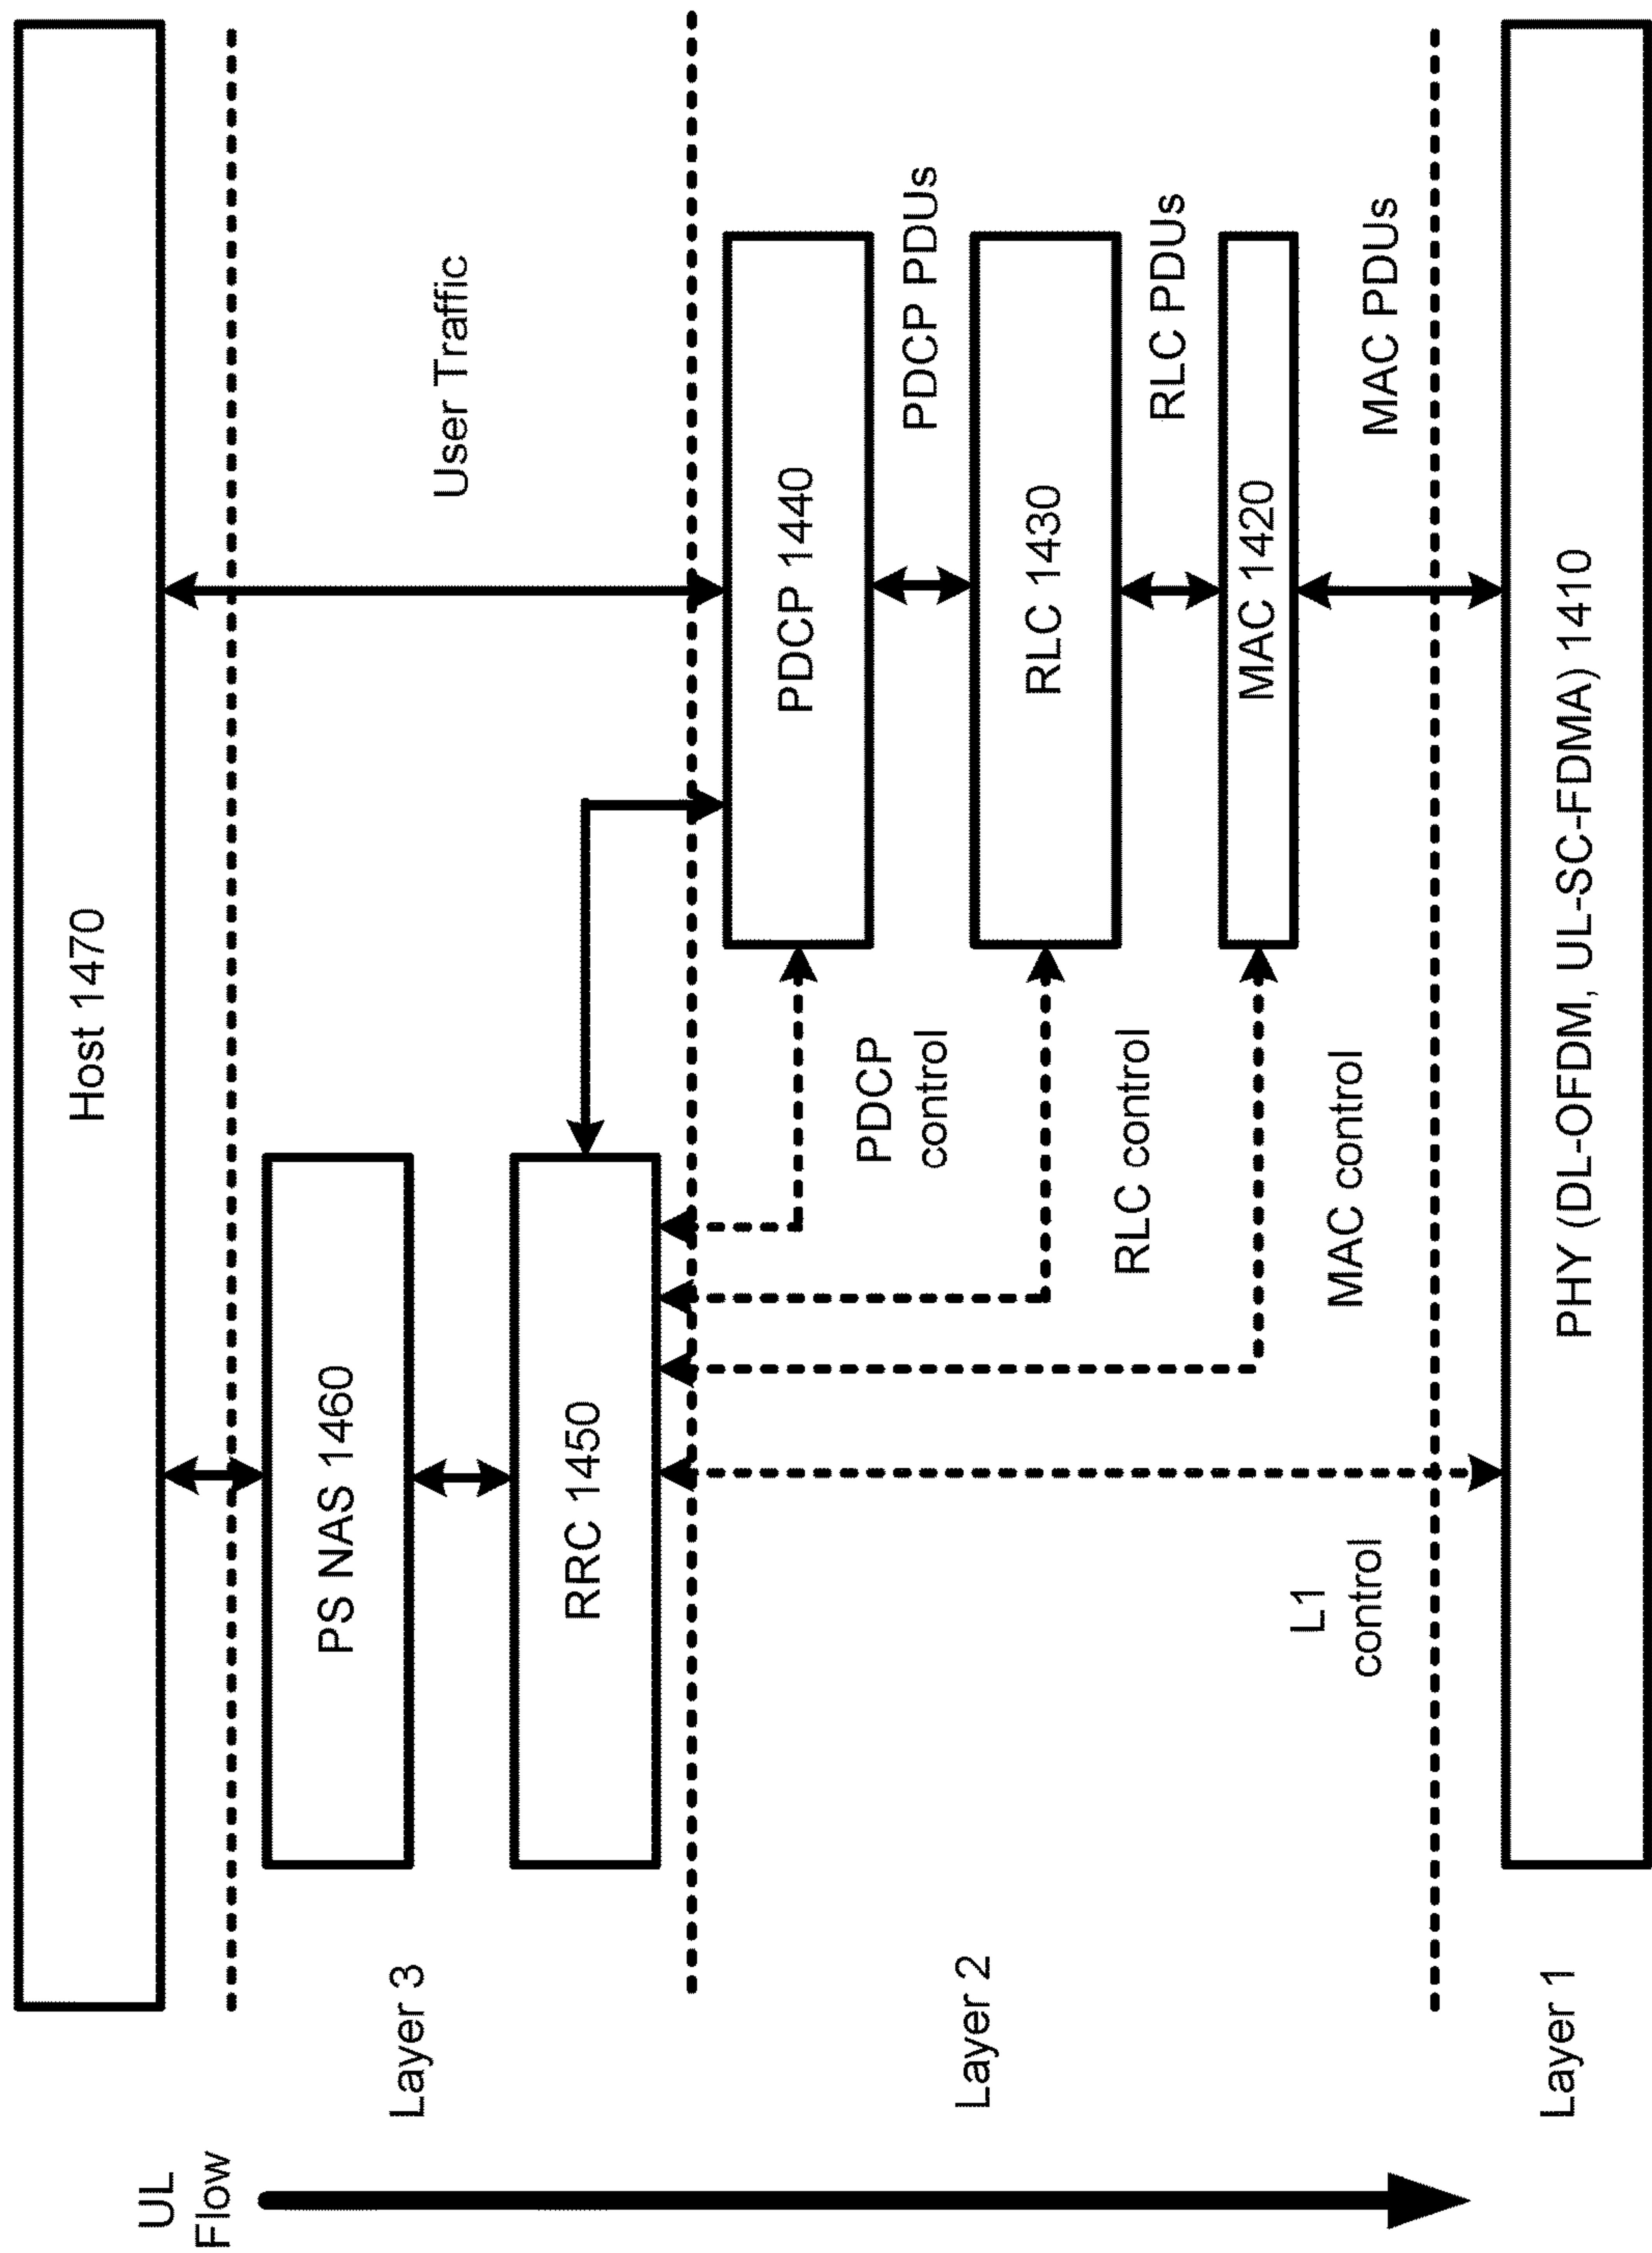 UL
Flow
Host 1470
Layer 3
PS NAS 1460
User Traffic
RRC 1450
Layer 2
PDCP 1440
PDCP
control
PDCP PDUs
RLC 1430
RLC control
RLC PDUs
MAC 1420
L1
control
MAC control
MAC PDUs
Layer 1
PHY (DL-OFDM, UL-SC-FDMA) 1410